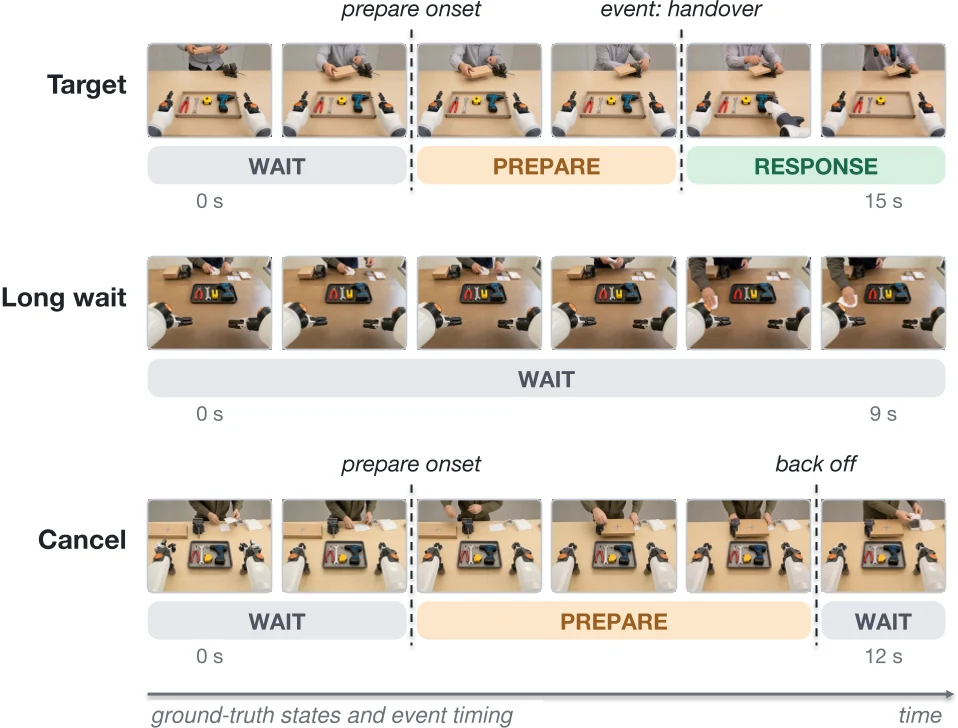 prepare onset
event: handover
Target
WAIT
PREPARE
RESPONSE
0 s
15 s
Long wait
WAIT
0 s
9 s
prepare onset
back off
Cancel
WAIT
PREPARE
WAIT
0 s
12 s
ground-truth states and event timing
time